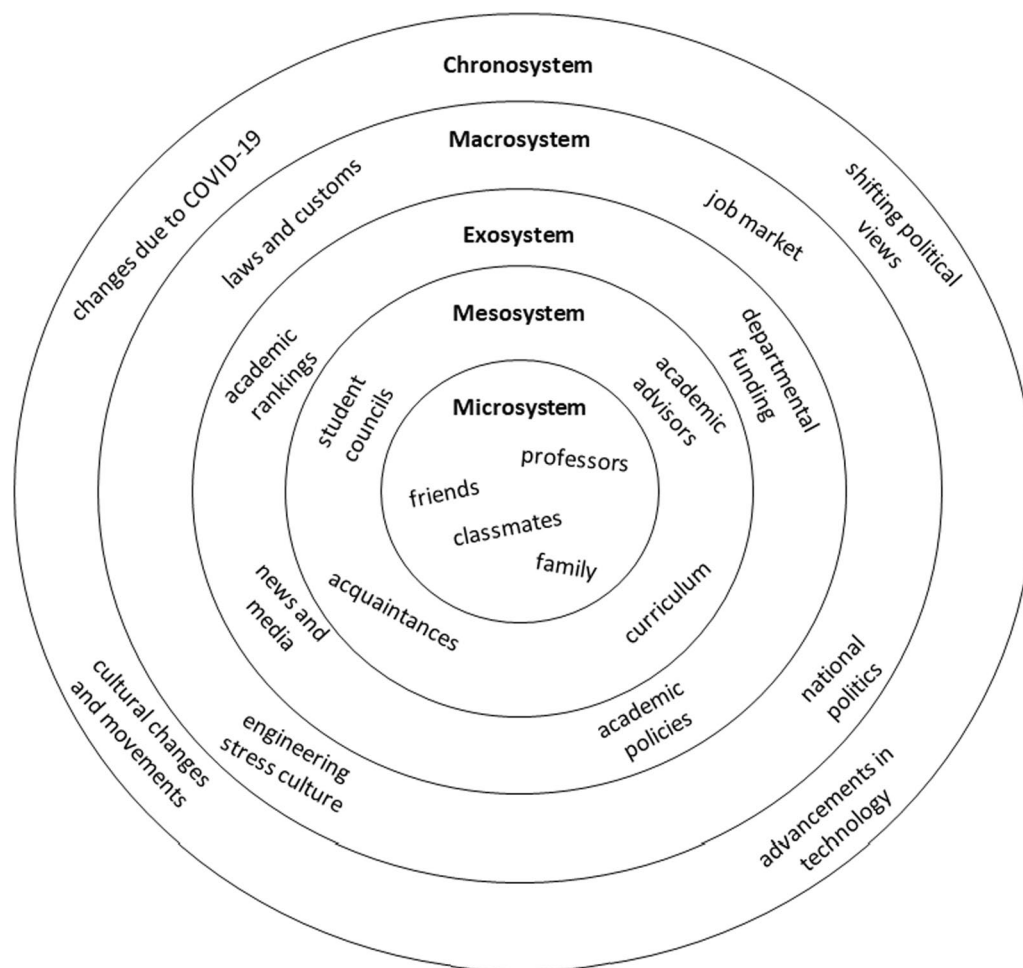 Chronosystem
changes due to COVID-19
shifting political
views
cultural changes
and movements
advancements in
technology
Macrosystem
laws and customs
job market
engineering
stress culture
national
politics
Exosystem
academic
rankings
departmental
funding
news and
media
academic
policies
Mesosystem
student
councils
academic
advisors
acquaintances
curriculum
Microsystem
professors
friends
classmates
family